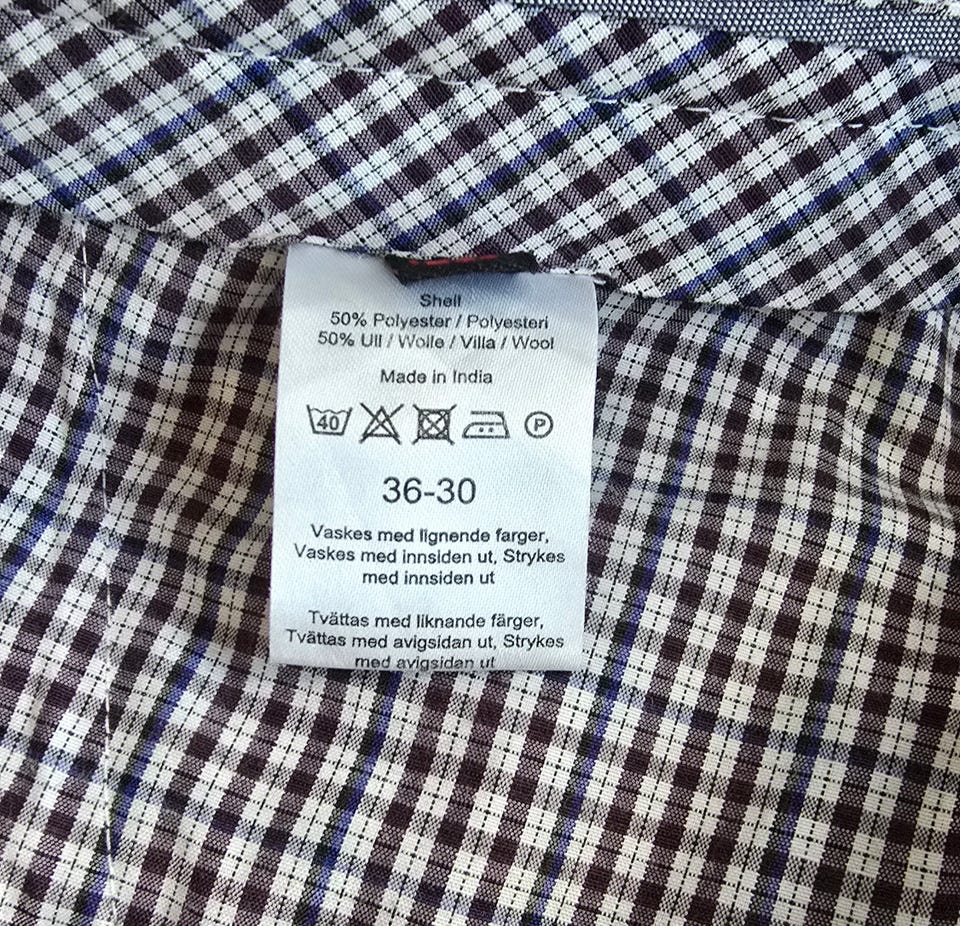 Shell
50% Polyester / Polyesteri
50% Ull / Wolle / Villa / Wool
Made in India
40 P
36-30
Vaskes med lignende farger,
Vaskes med innsiden ut, Strykes
med innsiden ut
Tvättas med liknande färger,
Tvättas med avigsidan ut, Strykes
med avigsidan ut